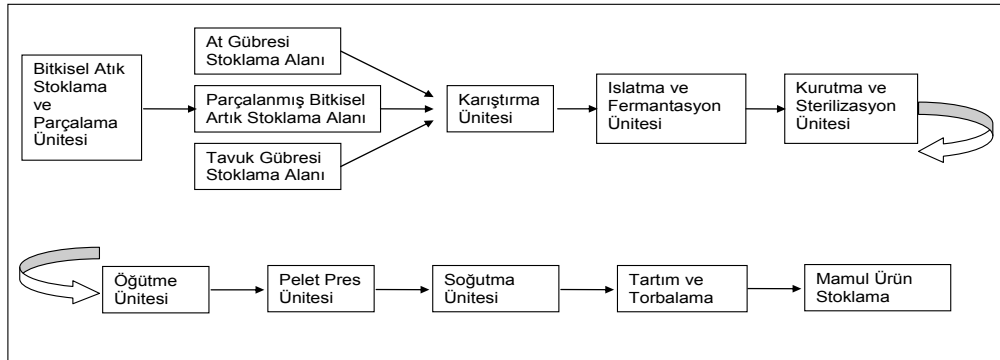 Bitkisel Atık
Stoklama
ve
Parçalama
Ünitesi
At Gübresi
Stoklama Alanı
Parçalanmış Bitkisel
Artık Stoklama Alanı
Tavuk Gübresi
Stoklama Alanı
Karıştırma
Ünitesi
Islatma ve
Fermantasyon
Ünitesi
Kurutma ve
Sterilizasyon
Ünitesi
Öğütme
Ünitesi
Pelet Pres
Ünitesi
Soğutma
Ünitesi
Tartım ve
Torbalama
Mamul Ürün
Stoklama